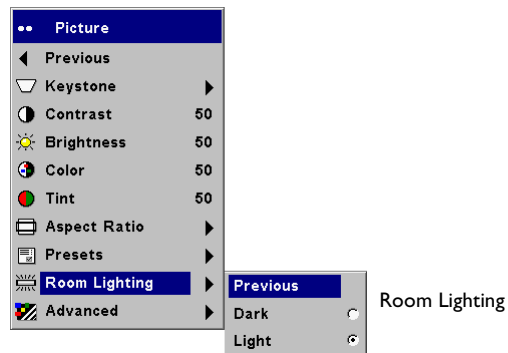 Picture
Previous
Keystone
Contrast 50
Brightness 50
Color 50
Tint 50
Aspect Ratio
Presets
Room Lighting
Advanced
Previous
Dark
Light
Room Lighting